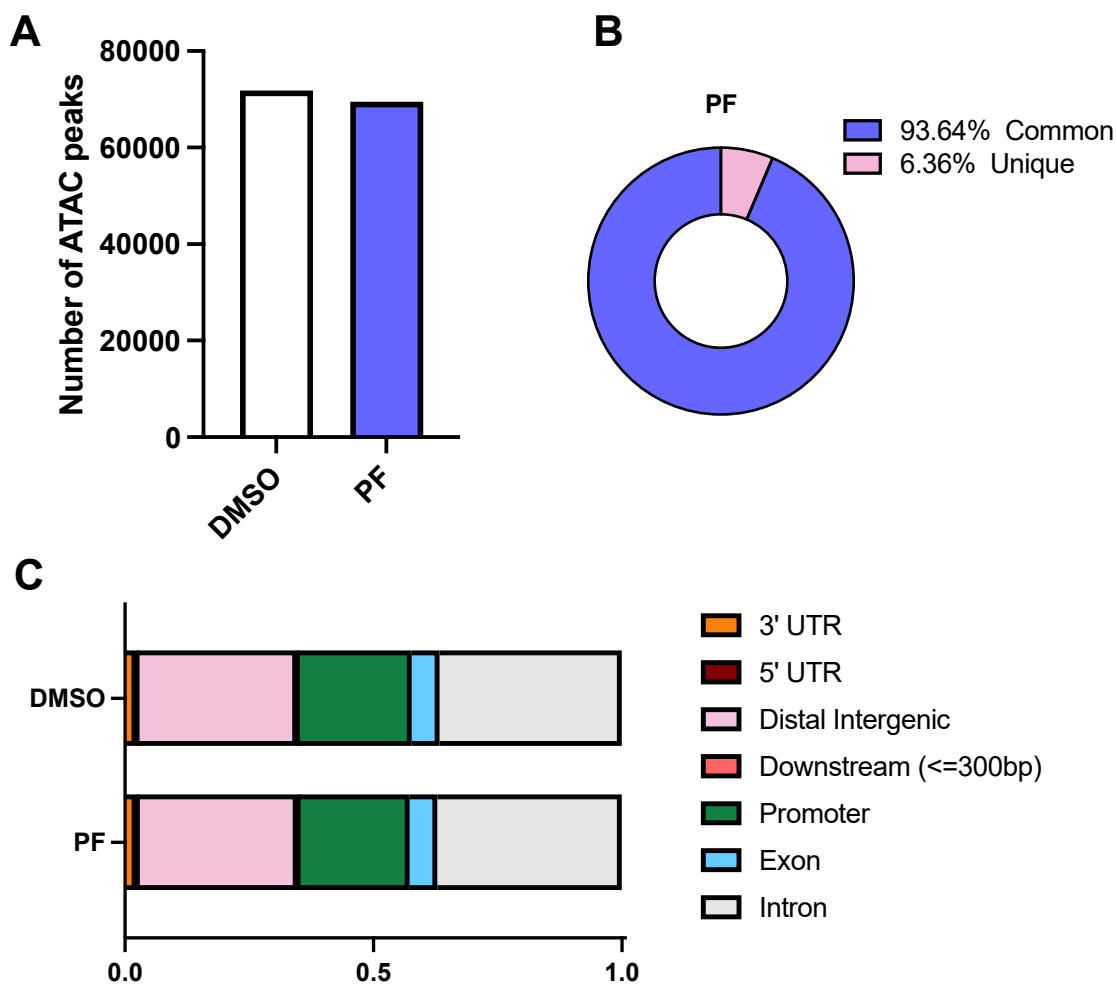 A
Number of ATAC peaks
80000
60000
40000
20000
0
DMSO
PF
B
PF
93.64% Common
6.36% Unique
C
DMSO
PF
0.0
0.5
1.0
3' UTR
5' UTR
Distal Intergenic
Downstream (<=300bp)
Promoter
Exon
Intron